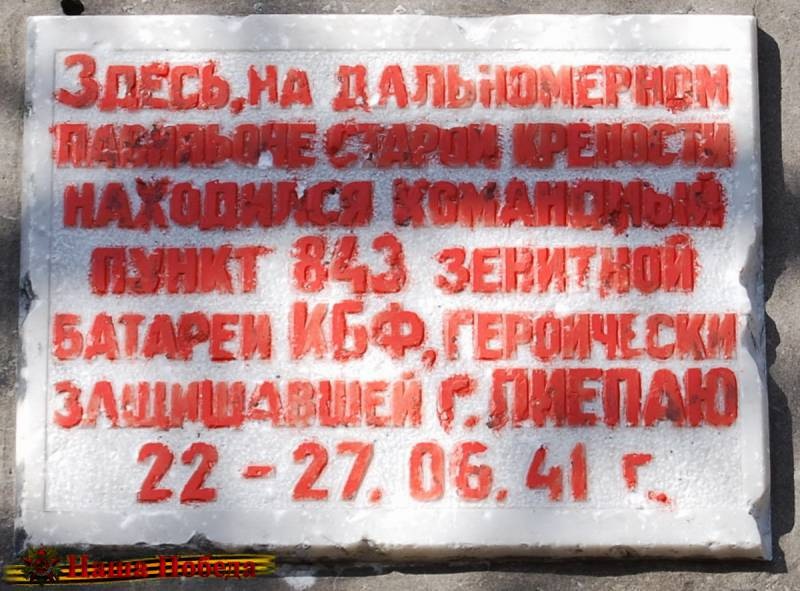 Здесь, на дальномерном
павильоне старой крепости
находился командный
пункт 843 зенитной
батареи КБФ, героически
защищавшей г. Лиепаю
22 - 27. 06. 41 г.
Наша Победа